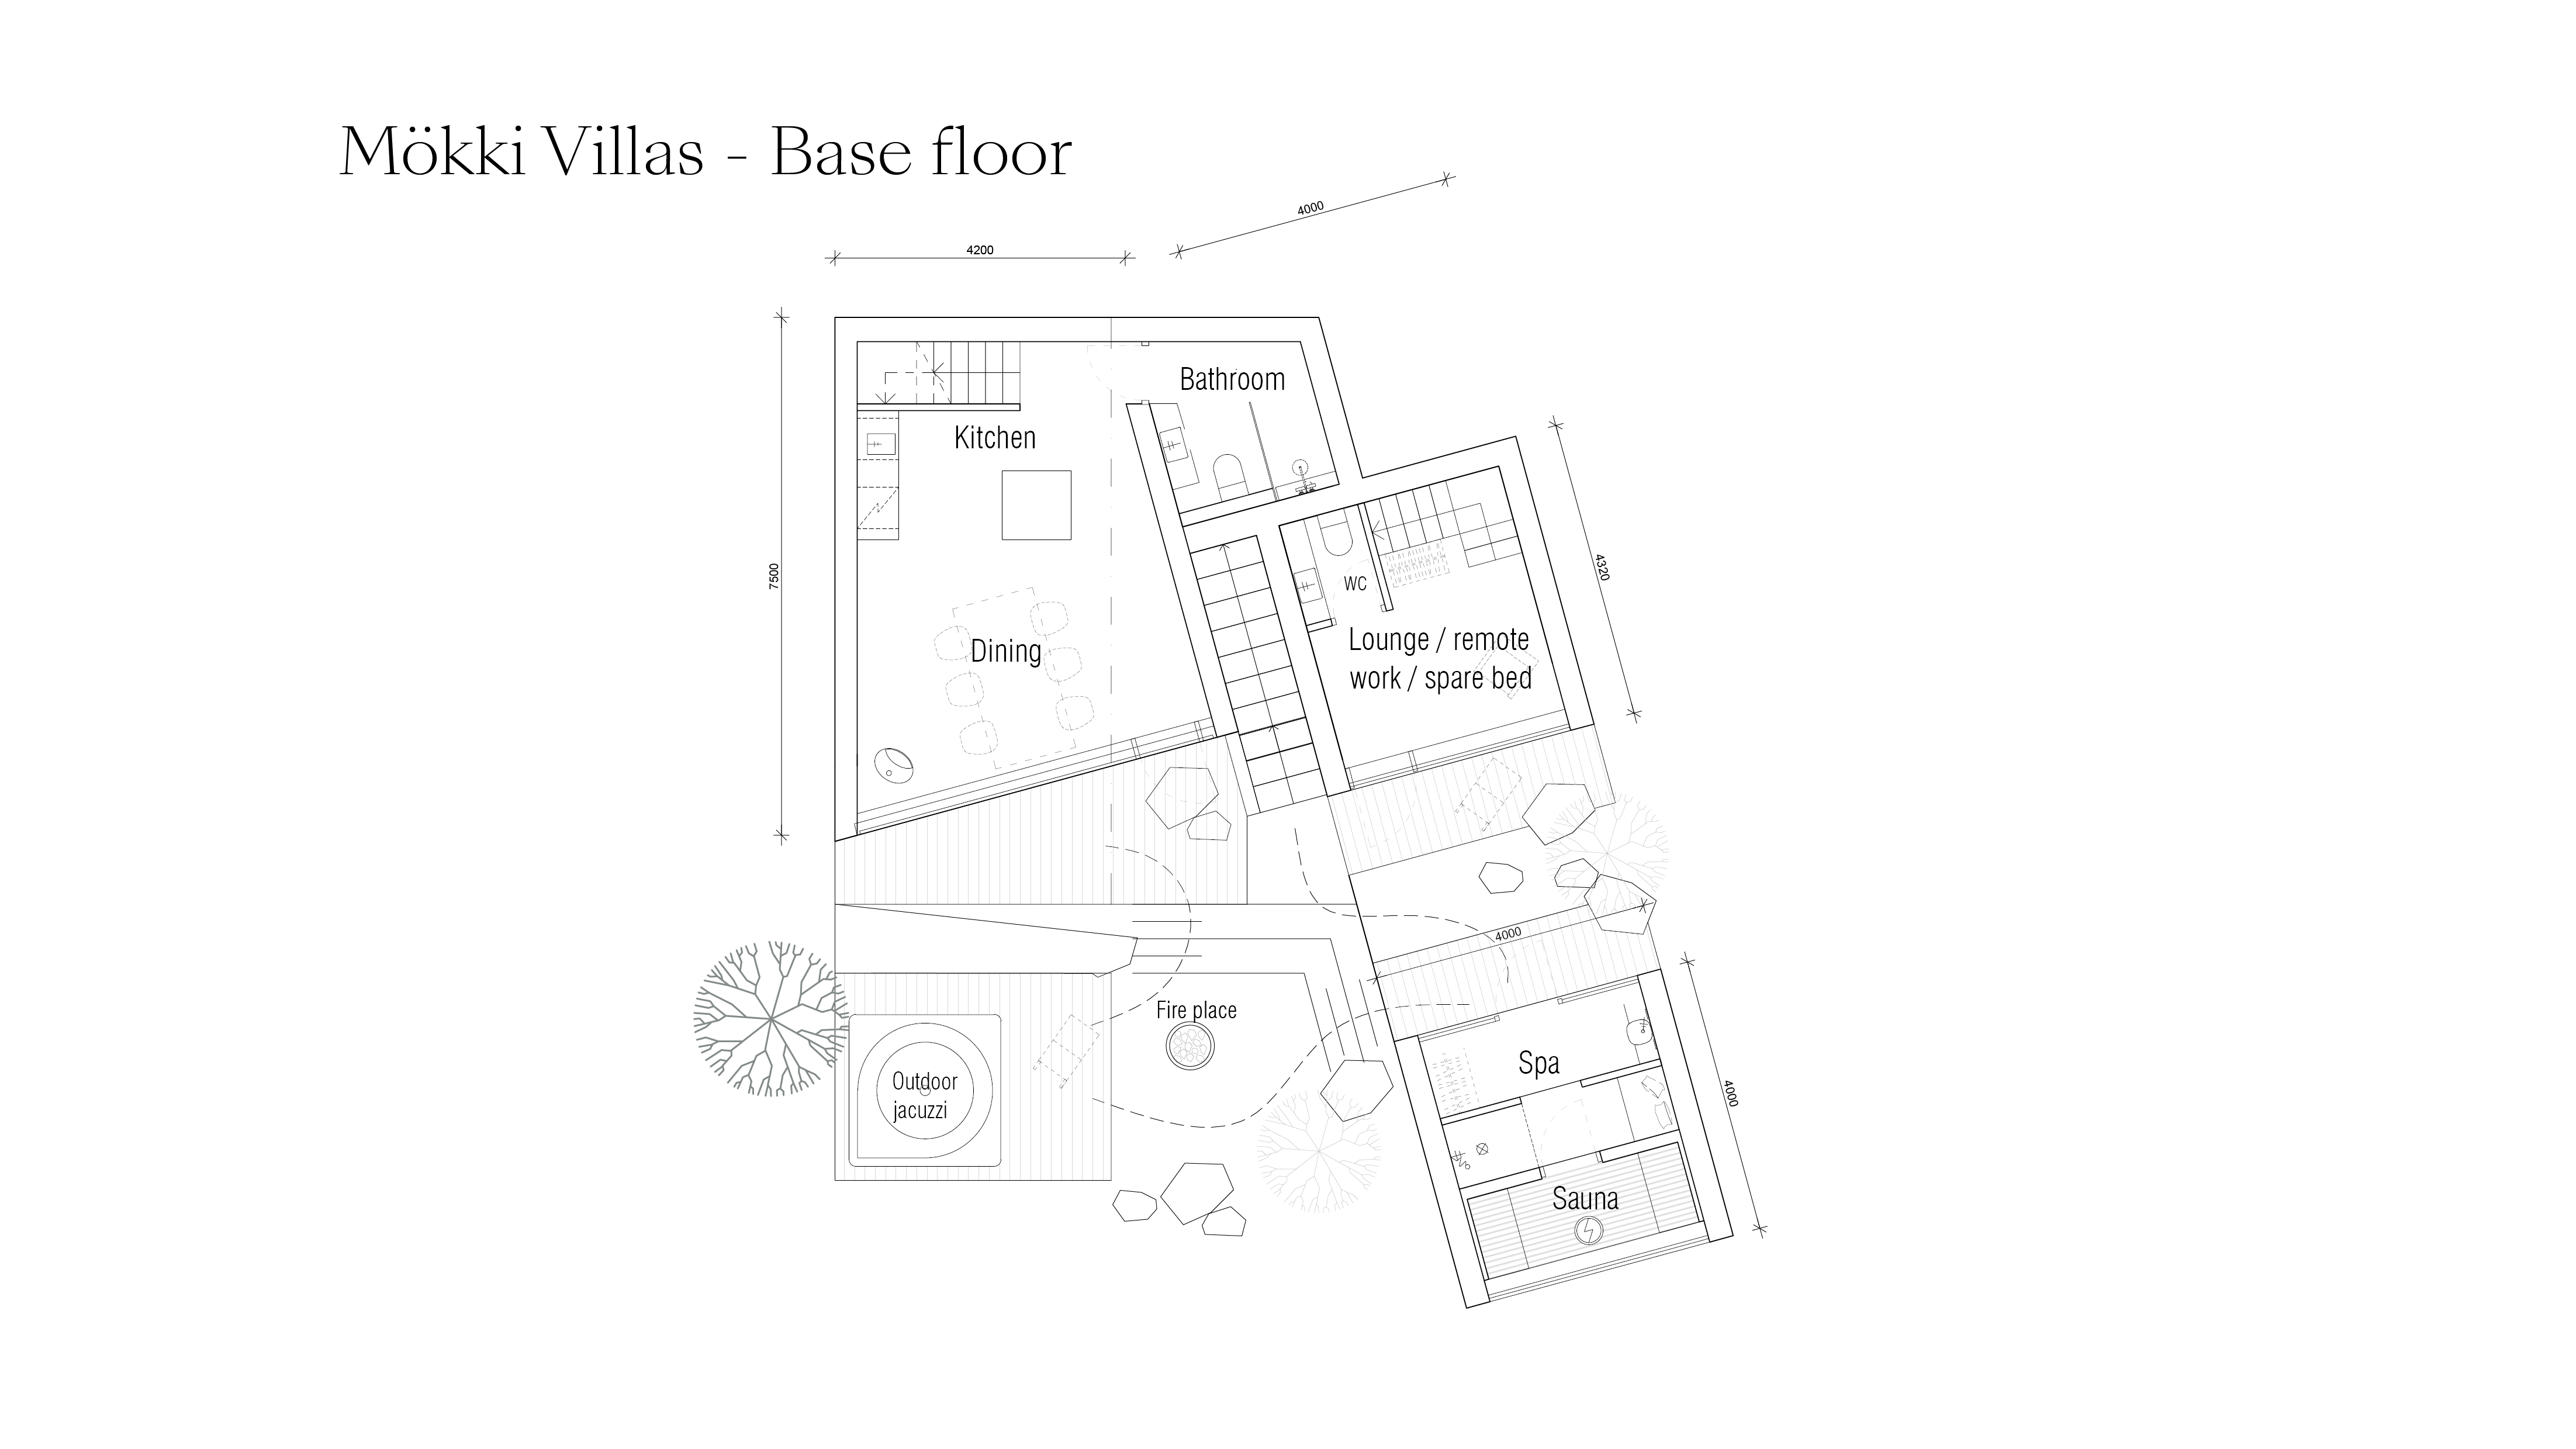 Mökki Villas - Base floor
4000
4200
Bathroom
Kitchen
7500
4320
WC
Lounge / remote
work / spare bed
Dining
4000
Fire place
Spa
Outdoor
jacuzzi
4000
Sauna